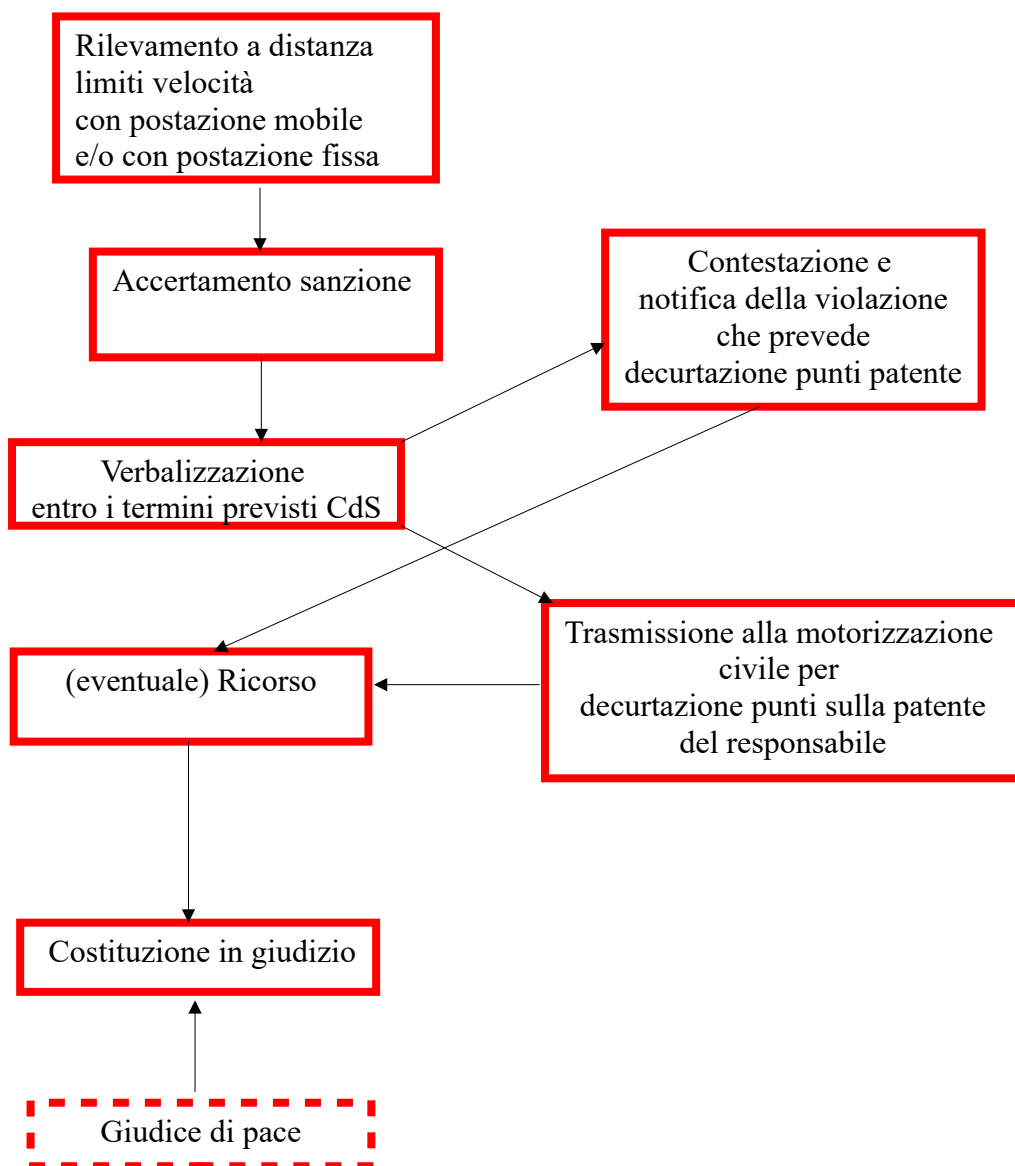 Rilevamento a distanza
limiti velocità
con postazione mobile
e/o con postazione fissa
Accertamento sanzione
Contestazione e
notifica della violazione
che prevede
decurtazione punti patente
Verbalizzazione
entro i termini previsti CdS
Trasmissione alla motorizzazione
civile per
decurtazione punti sulla patente
del responsabile
(eventuale) Ricorso
Costituzione in giudizio
Giudice di pace